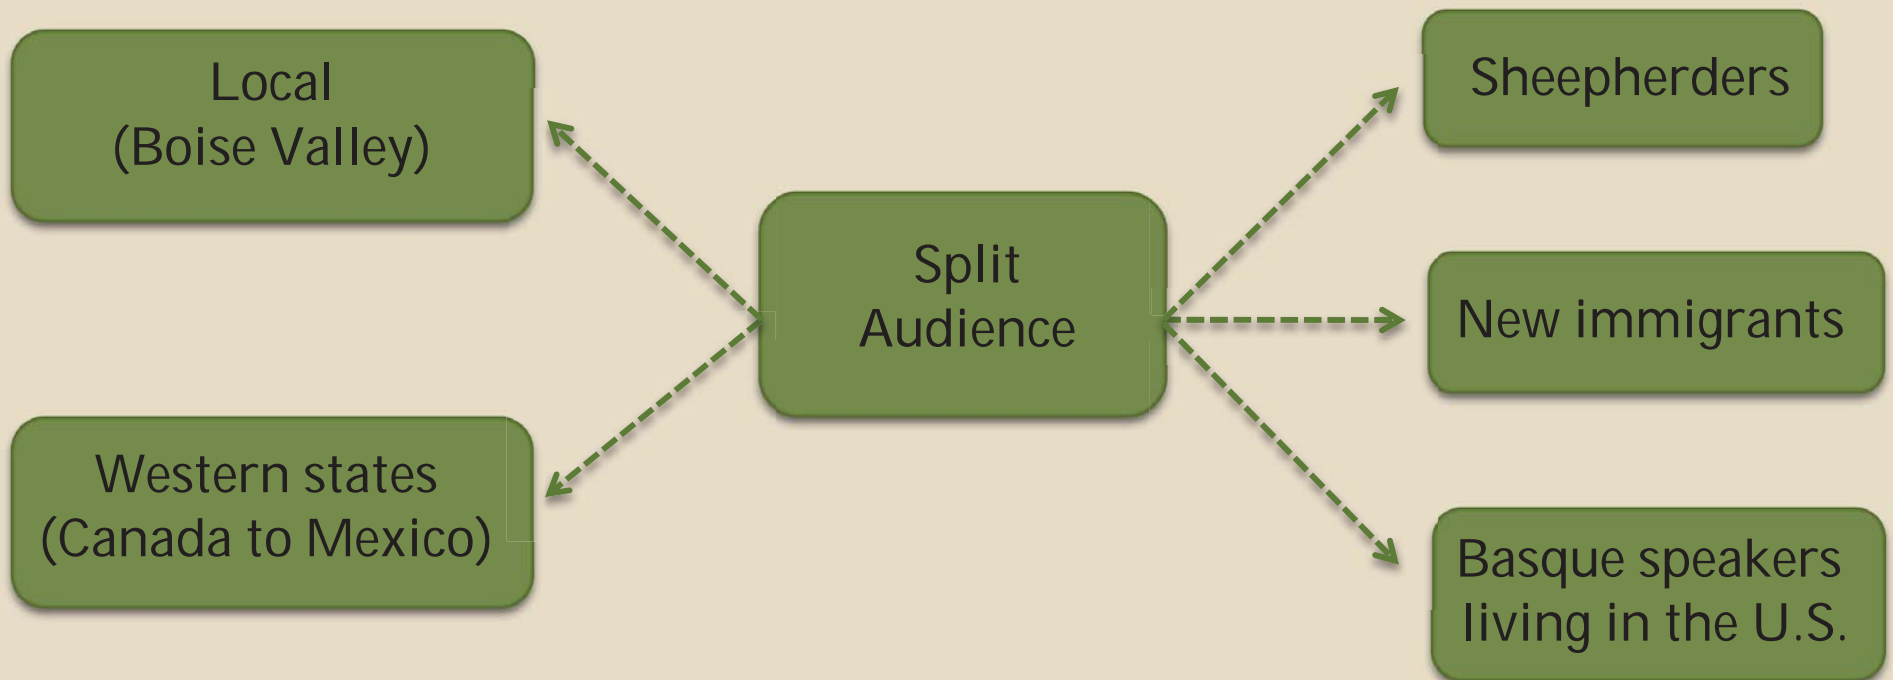 Local
(Boise Valley)
Western states
(Canada to Mexico)
Split
Audience
Sheepherders
New immigrants
Basque speakers
living in the U.S.